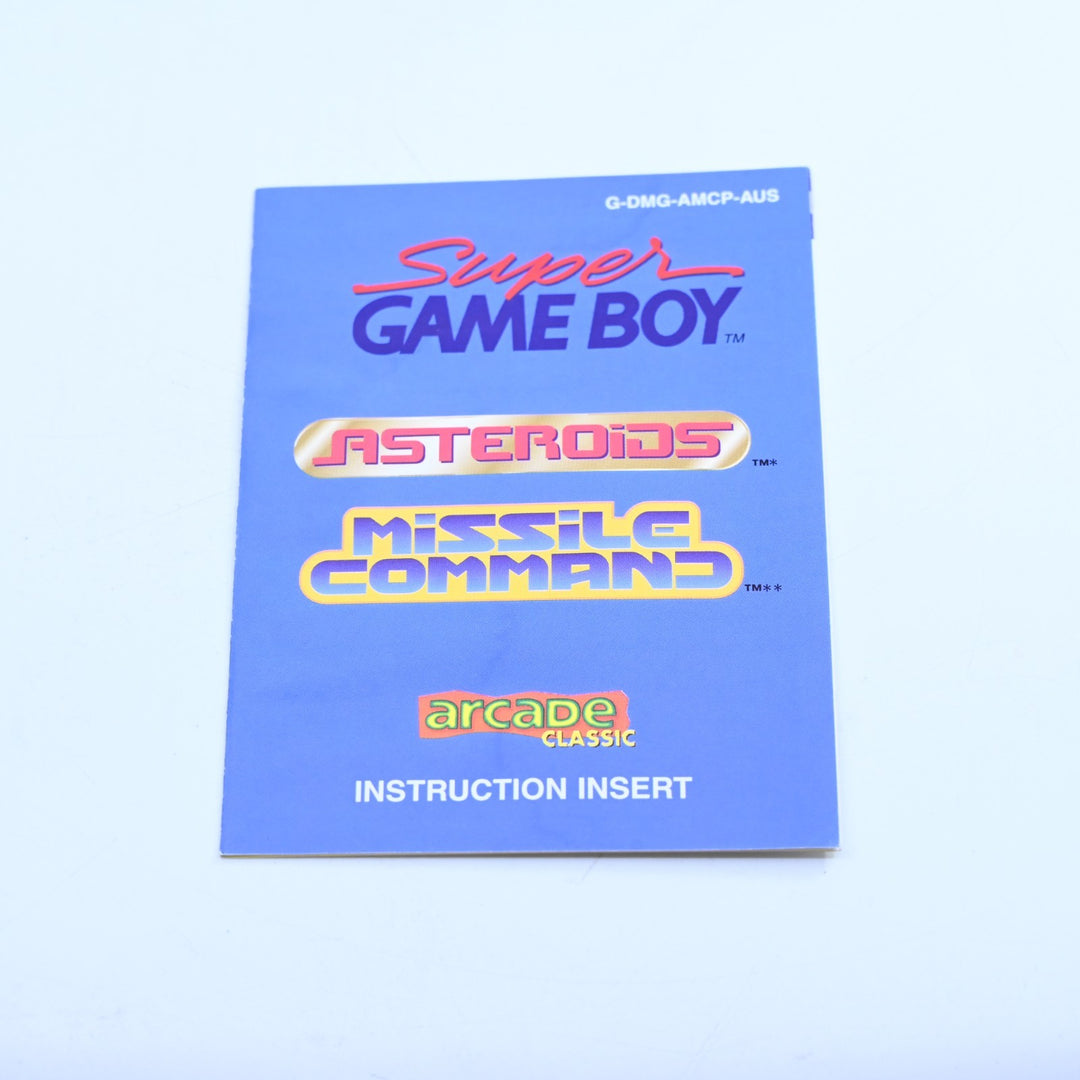 G-DMG-AMCP-AUS
Super
GAME BOY™
ASTEROiDS™*
MiSSiLE
COMMAND™**
arcaDe
CLASSIC
INSTRUCTION INSERT